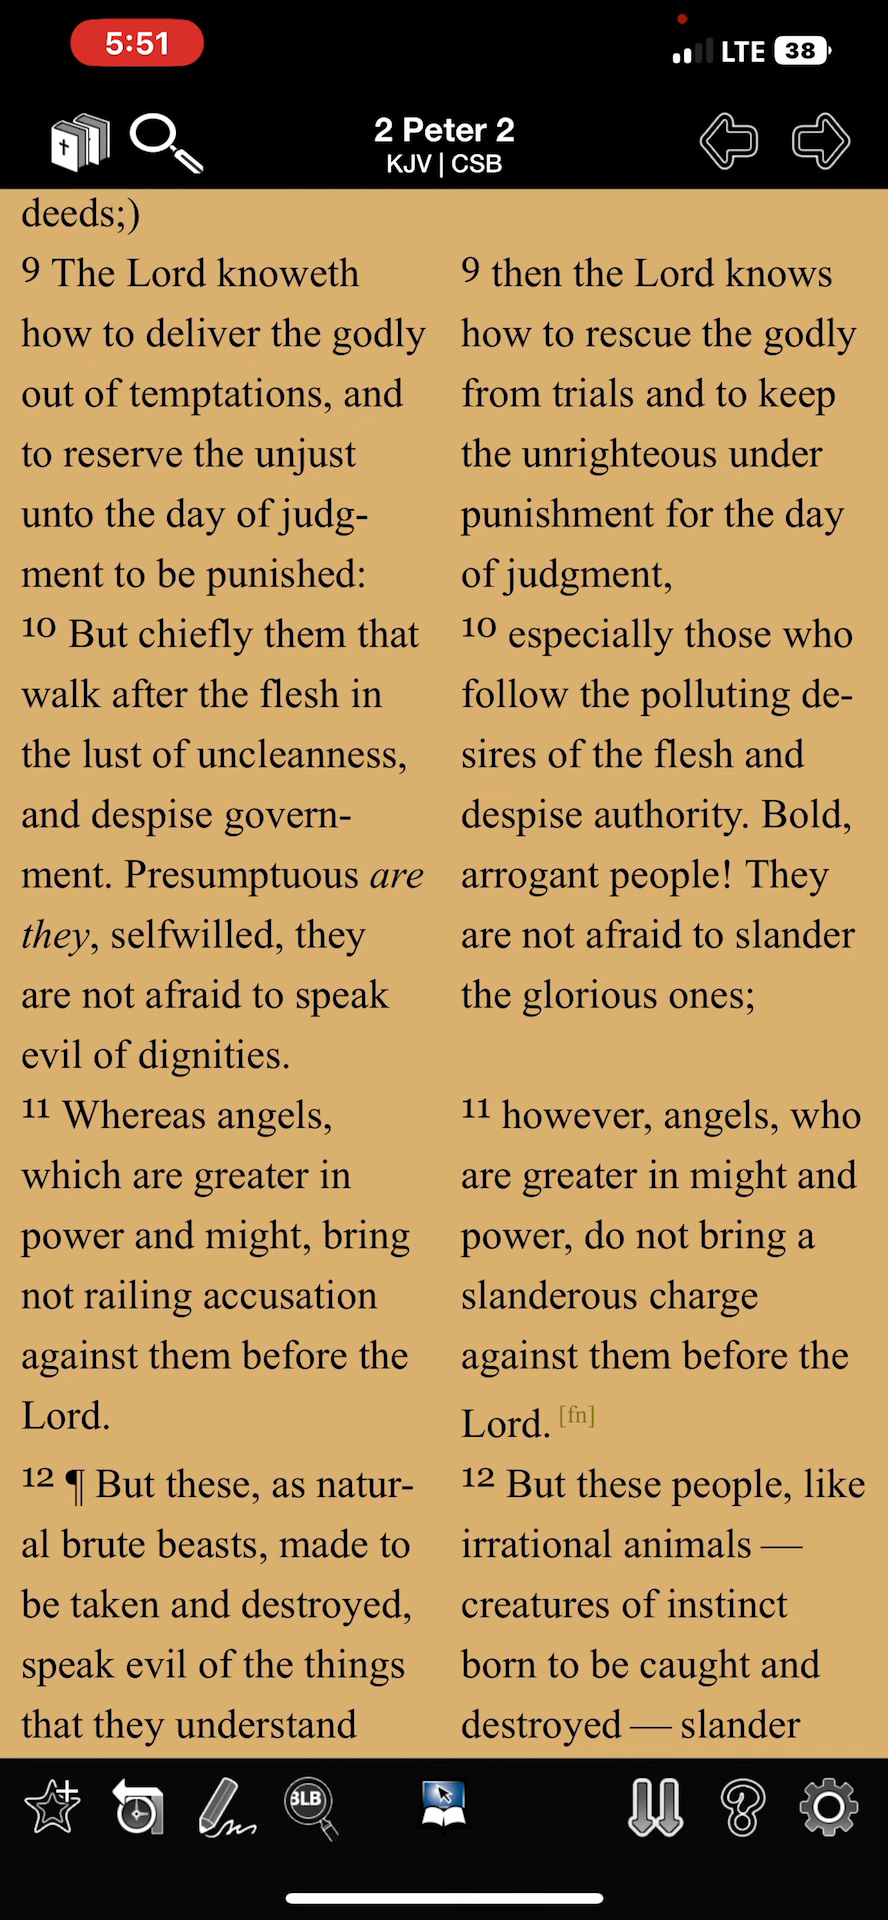 5:51
LTE 38
2 Peter 2
KJV | CSB
deeds;)
9 The Lord knoweth
how to deliver the godly
out of temptations, and
to reserve the unjust
unto the day of judg-
ment to be punished:
10 But chiefly them that
walk after the flesh in
the lust of uncleanness,
and despise govern-
ment. Presumptuous are
they, selfwilled, they
are not afraid to speak
evil of dignities.
11 Whereas angels,
which are greater in
power and might, bring
not railing accusation
against them before the
Lord.
12 ¶ But these, as natur-
al brute beasts, made to
be taken and destroyed,
speak evil of the things
that they understand
9 then the Lord knows
how to rescue the godly
from trials and to keep
the unrighteous under
punishment for the day
of judgment,
10 especially those who
follow the polluting de-
sires of the flesh and
despise authority. Bold,
arrogant people! They
are not afraid to slander
the glorious ones;
11 however, angels, who
are greater in might and
power, do not bring a
slanderous charge
against them before the
Lord. [fn]
12 But these people, like
irrational animals —
creatures of instinct
born to be caught and
destroyed — slander
BLB